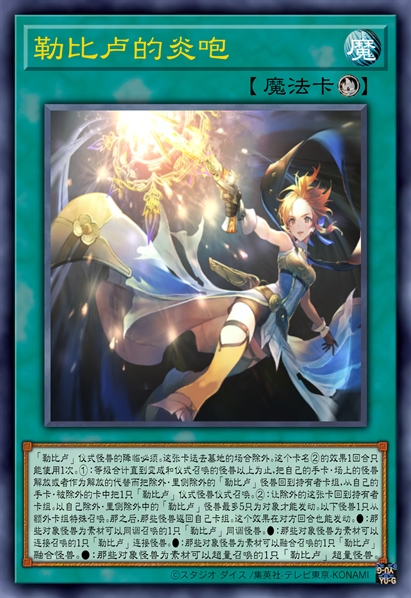 勒比卢的炎咆
魔
【魔法卡】
「勒比卢」仪式怪兽的降临必须。这张卡送去墓地的场合除外。这个卡名②的效果1回合只
能使用1次。①：等级合计直到变成和仪式召唤的怪兽以上为止，把自己的手卡·场上的怪兽
解放或者作为解放的代替而把除外·里侧除外的「勒比卢」怪兽回到持有者卡组，从自己的
手卡·被除外的卡中把1只「勒比卢」仪式怪兽仪式召唤。②：让除外的这张卡回到持有者卡
组，以自己除外·里侧除外中的「勒比卢」怪兽最多5只为对象才能发动。以下怪兽1只从
额外卡组特殊召唤。那之后，那些怪兽返回自己卡组。这个效果在对方回合也能发动。●：那
些对象怪兽为素材可以同调召唤的1只「勒比卢」同调怪兽。●：那些对象怪兽为素材可以
连接召唤的1只「勒比卢」连接怪兽。●：那些对象怪兽为素材可以融合召唤的1只「勒比卢」
融合怪兽。●：那些对象怪兽为素材可以超量召唤的1只「勒比卢」超量怪兽。
©スタジオ・ダイス /集英社・テレビ東京・KONAMI